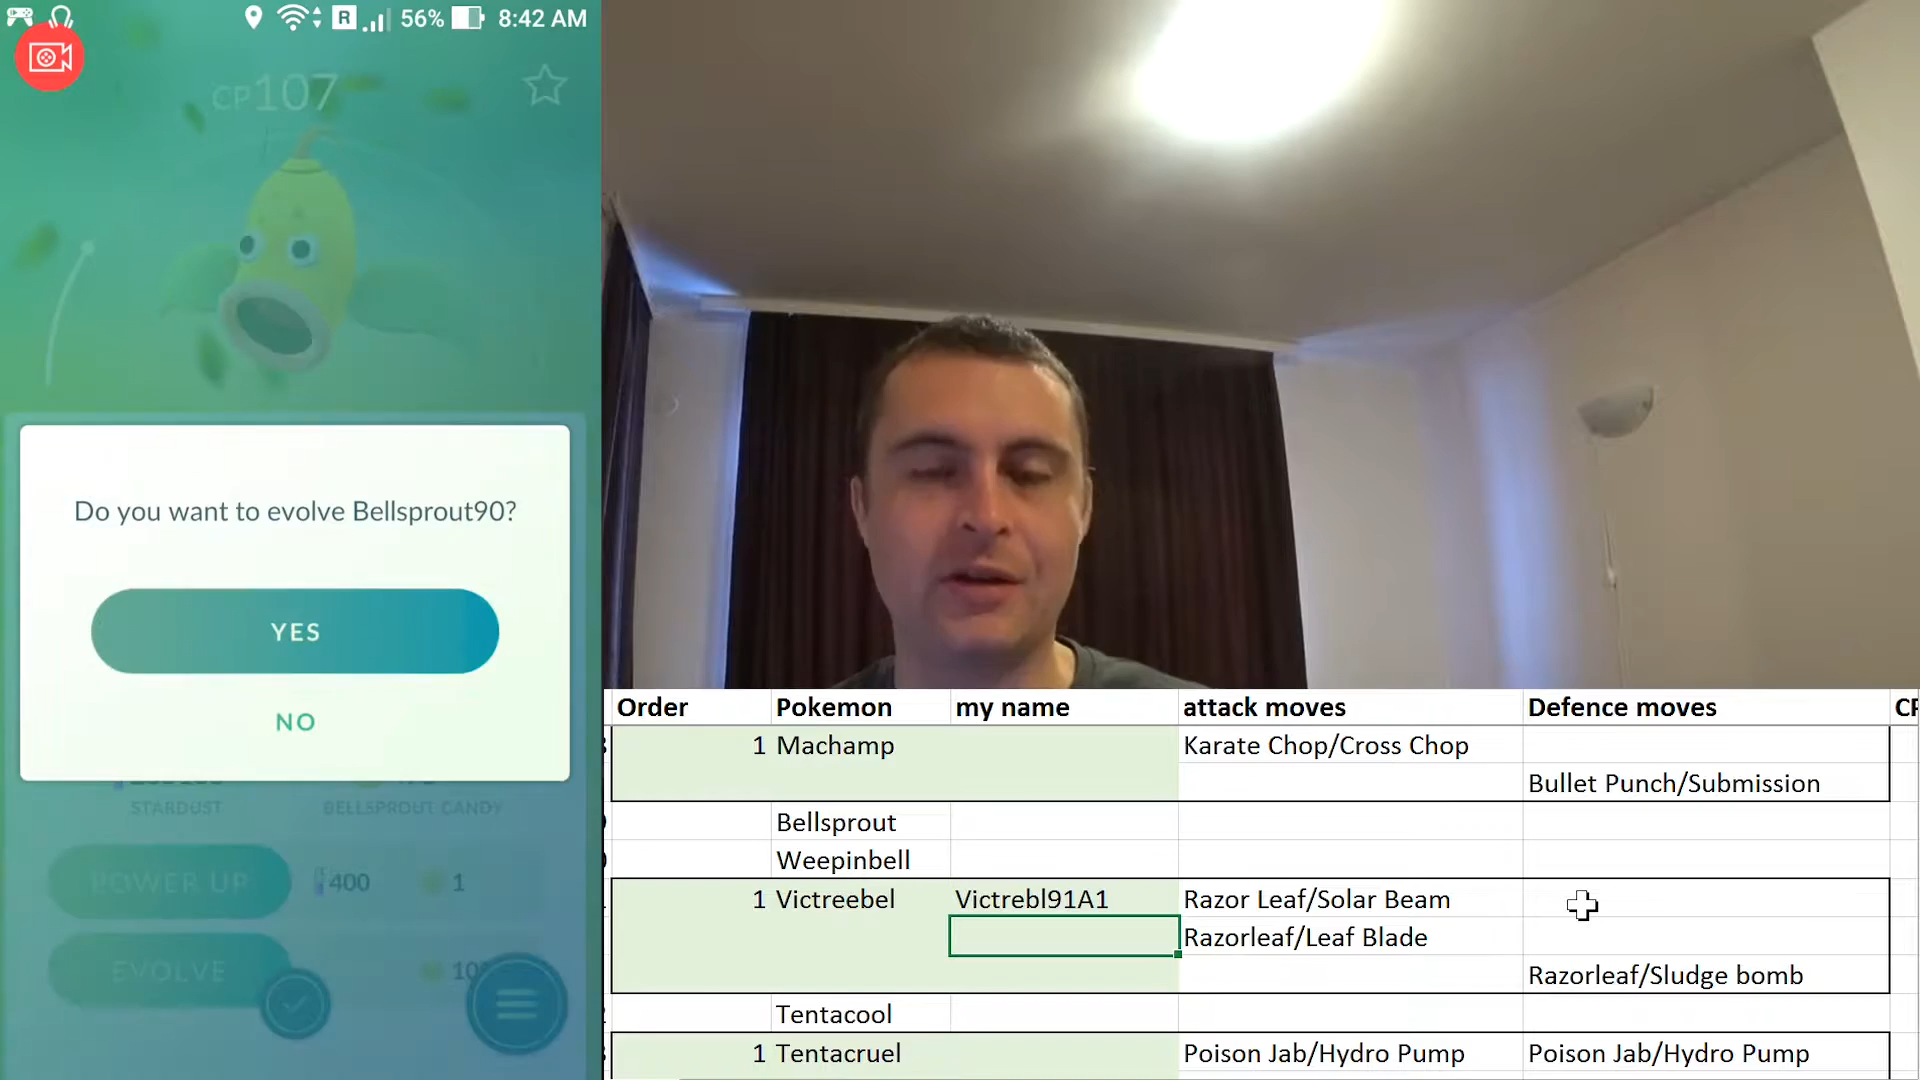 R 56% 8:42 AM
CP107
Do you want to evolve Bellsprout90?
YES
NO
STARDUST BELLSPROUT CANDY
POWER UP 400 1
EVOLVE
Order Pokemon my name attack moves Defence moves
1 Machamp Karate Chop/Cross Chop
Bullet Punch/Submission
Bellsprout
Weepinbell
1 Victreebel Victrebl91A1 Razor Leaf/Solar Beam
Razorleaf/Leaf Blade
Razorleaf/Sludge bomb
Tentacool
1 Tentacruel Poison Jab/Hydro Pump Poison Jab/Hydro Pump